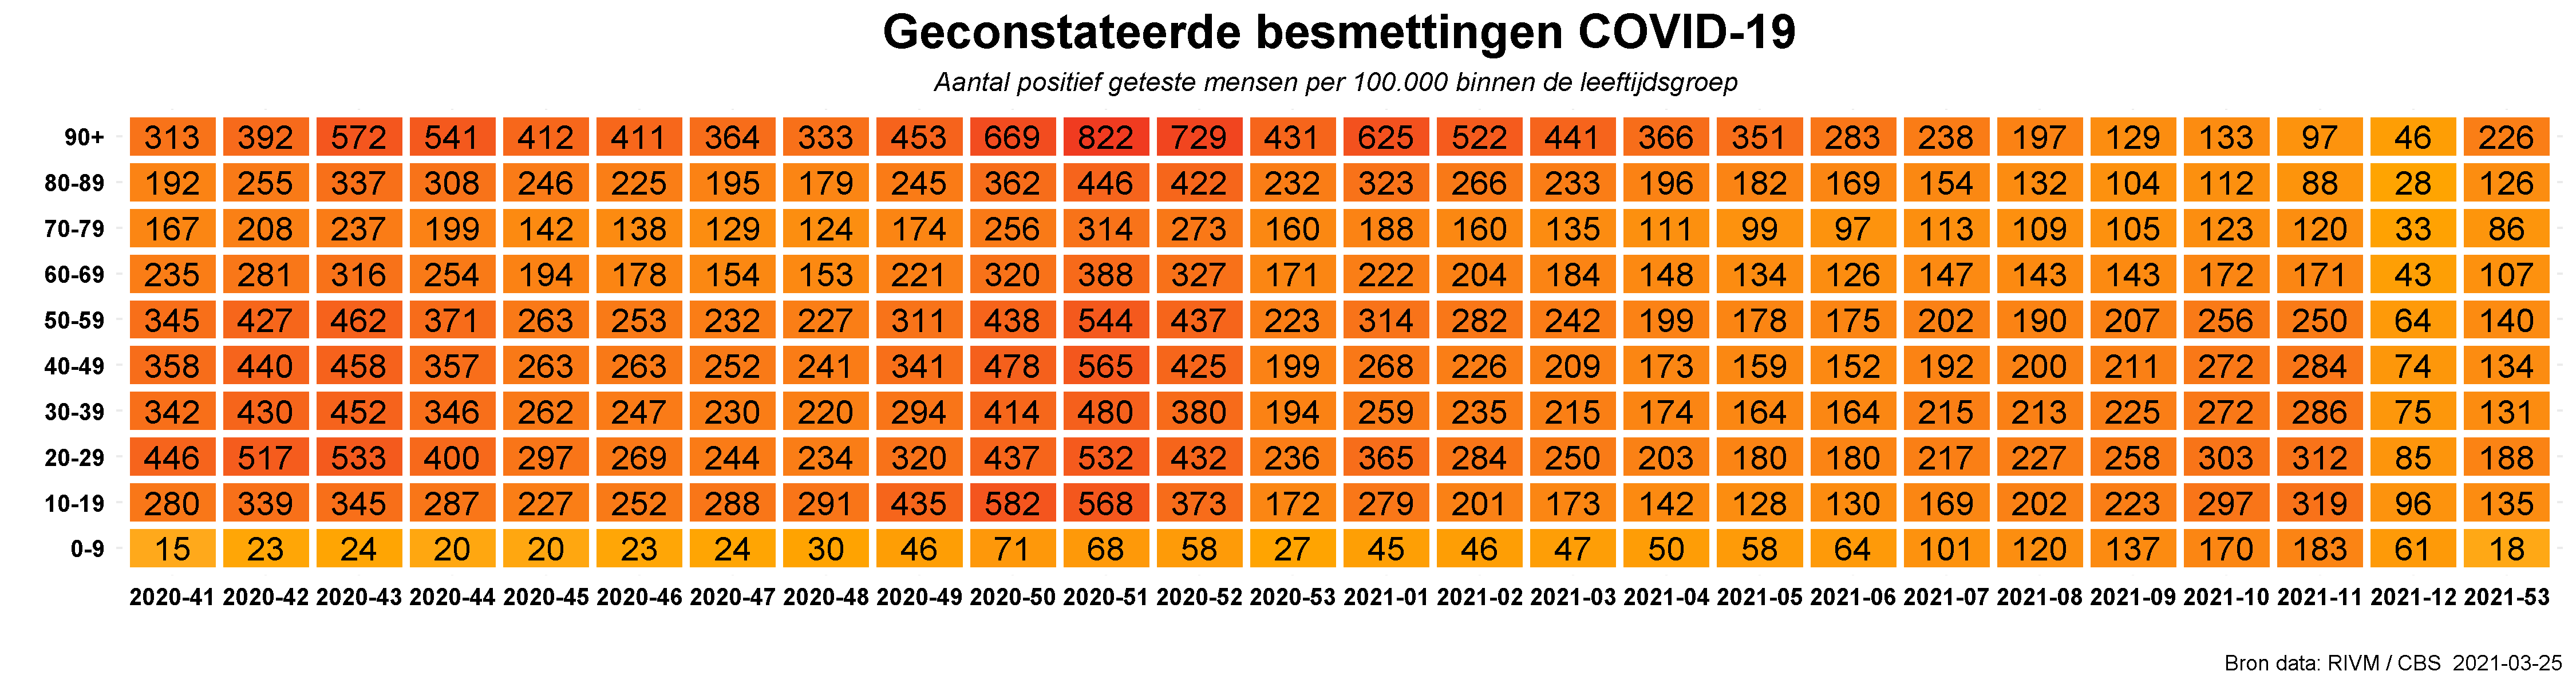 Geconstateerde besmettingen COVID-19
Aantal positief geteste mensen per 100.000 binnen de leeftijdsgroep
90+ 313 392 572 541 412 411 364 333 453 669 822 729 431 625 522 441 366 351 283 238 197 129 133 97 46 226
80-89 192 255 337 308 246 225 195 179 245 362 446 422 232 323 266 233 196 182 169 154 132 104 112 88 28 126
70-79 167 208 237 199 142 138 129 124 174 256 314 273 160 188 160 135 111 99 97 113 109 105 123 120 33 86
60-69 235 281 316 254 194 178 154 153 221 320 388 327 171 222 204 184 148 134 126 147 143 143 172 171 43 107
50-59 345 427 462 371 263 253 232 227 311 438 544 437 223 314 282 242 199 178 175 202 190 207 256 250 64 140
40-49 358 440 458 357 263 263 252 241 341 478 565 425 199 268 226 209 173 159 152 192 200 211 272 284 74 134
30-39 342 430 452 346 262 247 230 220 294 414 480 380 194 259 235 215 174 164 164 215 213 225 272 286 75 131
20-29 446 517 533 400 297 269 244 234 320 437 532 432 236 365 284 250 203 180 180 217 227 258 303 312 85 188
10-19 280 339 345 287 227 252 288 291 435 582 568 373 172 279 201 173 142 128 130 169 202 223 297 319 96 135
0-9 15 23 24 20 20 23 24 30 46 71 68 58 27 45 46 47 50 58 64 101 120 137 170 183 61 18
2020-41 2020-42 2020-43 2020-44 2020-45 2020-46 2020-47 2020-48 2020-49 2020-50 2020-51 2020-52 2020-53 2021-01 2021-02 2021-03 2021-04 2021-05 2021-06 2021-07 2021-08 2021-09 2021-10 2021-11 2021-12 2021-53
Bron data: RIVM / CBS 2021-03-25